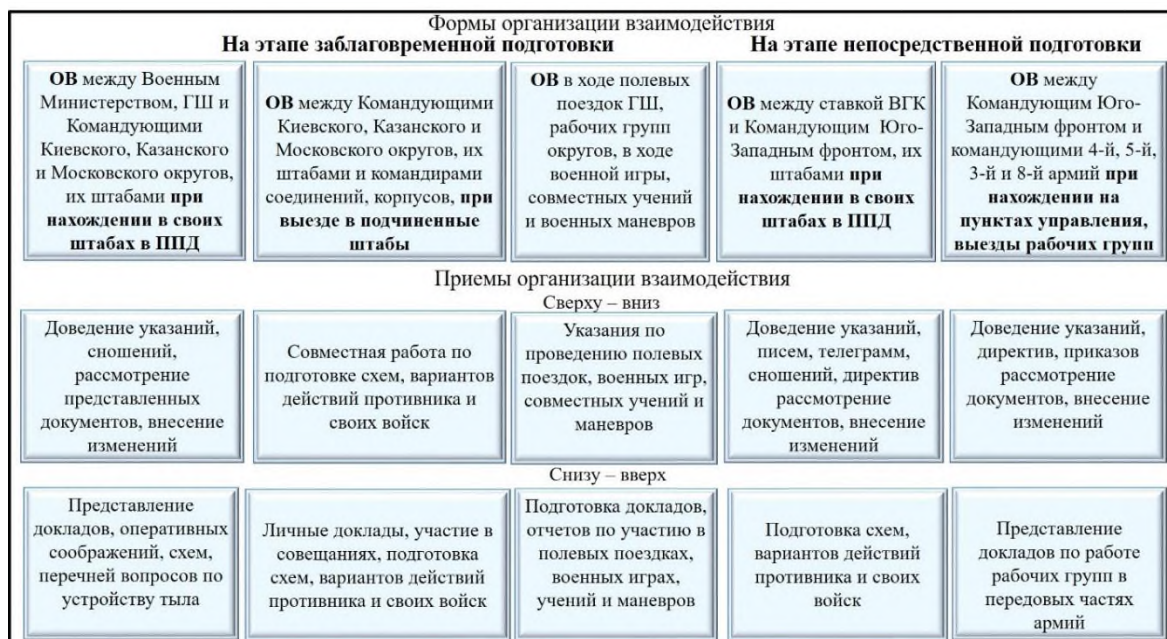 Формы организации взаимодействия
На этапе заблаговременной подготовки
На этапе непосредственной подготовки
ОВ между Военным
Министерством, ГШ и
Командующими
Киевского, Казанского
и Московского округов,
их штабами при
нахождении в своих
штабах в ППД
ОВ между Командующими
Киевского, Казанского и
Московского округов, их
штабами и командирами
соединений, корпусов, при
выезде в подчиненные
штабы
ОВ в ходе полевых
поездок ГШ,
рабочих групп
округов, в ходе
военной игры,
совместных учений
и военных маневров
ОВ между ставкой ВГК
и Командующим Юго-
Западным фронтом, их
штабами при
нахождении в своих
штабах в ППД
ОВ между
Командующим Юго-
Западным фронтом и
командующими 4-й, 5-й,
3-й и 8-й армий при
нахождении на
пунктах управления,
выезды рабочих групп
Приемы организации взаимодействия
Сверху – вниз
Доведение указаний,
сношений,
рассмотрение
представленных
документов, внесение
изменений
Совместная работа по
подготовке схем, вариантов
действий противника и
своих войск
Указания по
проведению полевых
поездок, военных игр,
совместных учений и
маневров
Доведение указаний,
писем, телеграмм,
сношений, директив
рассмотрение
документов, внесение
изменений
Доведение указаний,
директив, приказов
рассмотрение
документов, внесение
изменений
Снизу – вверх
Представление
докладов, оперативных
соображений, схем,
перечней вопросов по
устройству тыла
Личные доклады, участие в
совещаниях, подготовка
схем, вариантов действий
противника и своих войск
Подготовка докладов,
отчетов по участию в
полевых поездках,
военных играх,
учений и маневров
Подготовка схем,
вариантов действий
противника и своих
войск
Представление
докладов по работе
рабочих групп в
передовых частях
армий